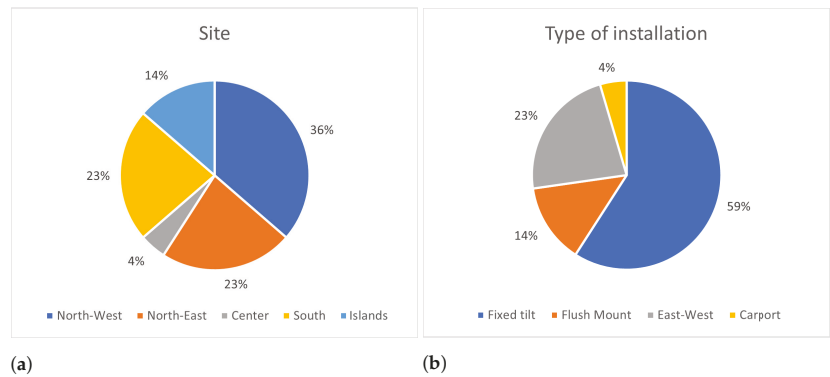 Site
14%
36%
23%
4%
23%
North-West North-East Center South Islands
(a)
Type of installation
4%
23%
59%
14%
Fixed tilt Flush Mount East-West Carport
(b)